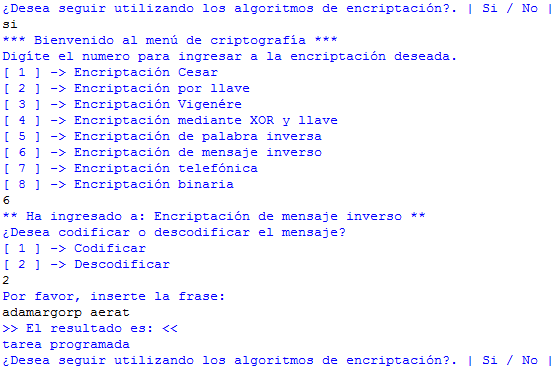 ¿Desea seguir utilizando los algoritmos de encriptación?. | Si / No |
si
*** Bienvenido al menú de criptografía ***
Digíte el numero para ingresar a la encriptación deseada.
[ 1 ] -> Encriptación Cesar
[ 2 ] -> Encriptación por llave
[ 3 ] -> Encriptación Vigenére
[ 4 ] -> Encriptación mediante XOR y llave
[ 5 ] -> Encriptación de palabra inversa
[ 6 ] -> Encriptación de mensaje inverso
[ 7 ] -> Encriptación telefónica
[ 8 ] -> Encriptación binaria
6
** Ha ingresado a: Encriptación de mensaje inverso **
¿Desea codificar o descodificar el mensaje?
[ 1 ] -> Codificar
[ 2 ] -> Descodificar
2
Por favor, inserte la frase:
adamargorp aerat
>> El resultado es: <<
tarea programada
¿Desea seguir utilizando los algoritmos de encriptación?. | Si / No |